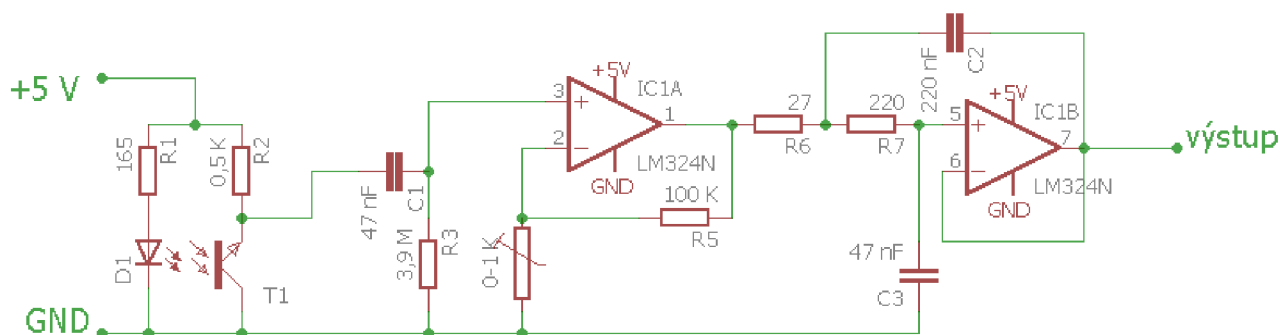 +5 V
165
R1
0,5 K
R2
D1
T1
GND
47 nF
C1
3,9 M
R3
0-1K
3
2
+5V
IC1A
1
LM324N
GND
100 K
R5
27
R6
220
R7
220 nF
C2
47 nF
C3
5
6
+5V
IC1B
7
LM324N
GND
výstup